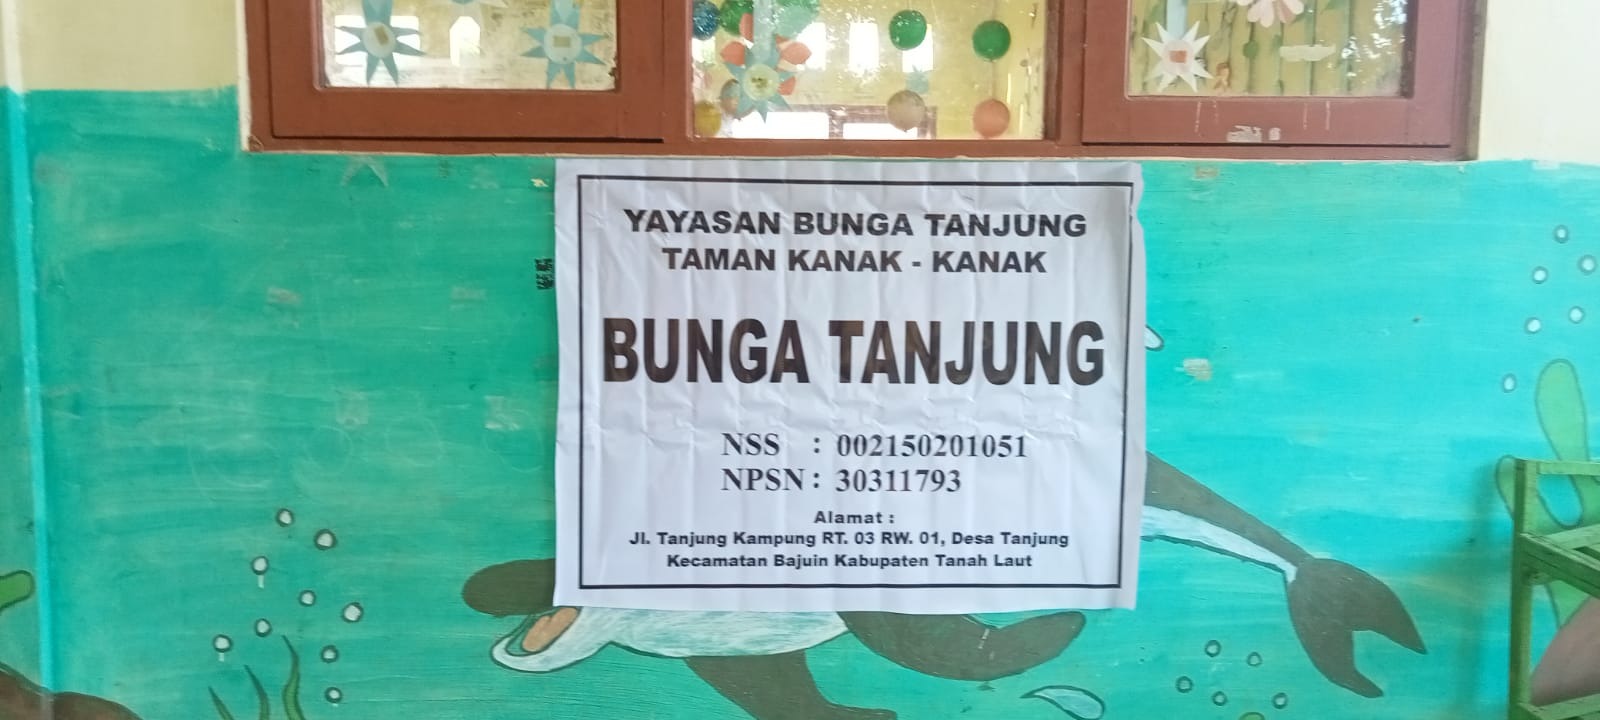 YAYASAN BUNGA TANJUNG
TAMAN KANAK - KANAK
BUNGA TANJUNG
NSS : 002150201051
NPSN : 30311793
Alamat :
Jl. Tanjung Kampung RT. 03 RW. 01, Desa Tanjung
Kecamatan Bajuin Kabupaten Tanah Laut